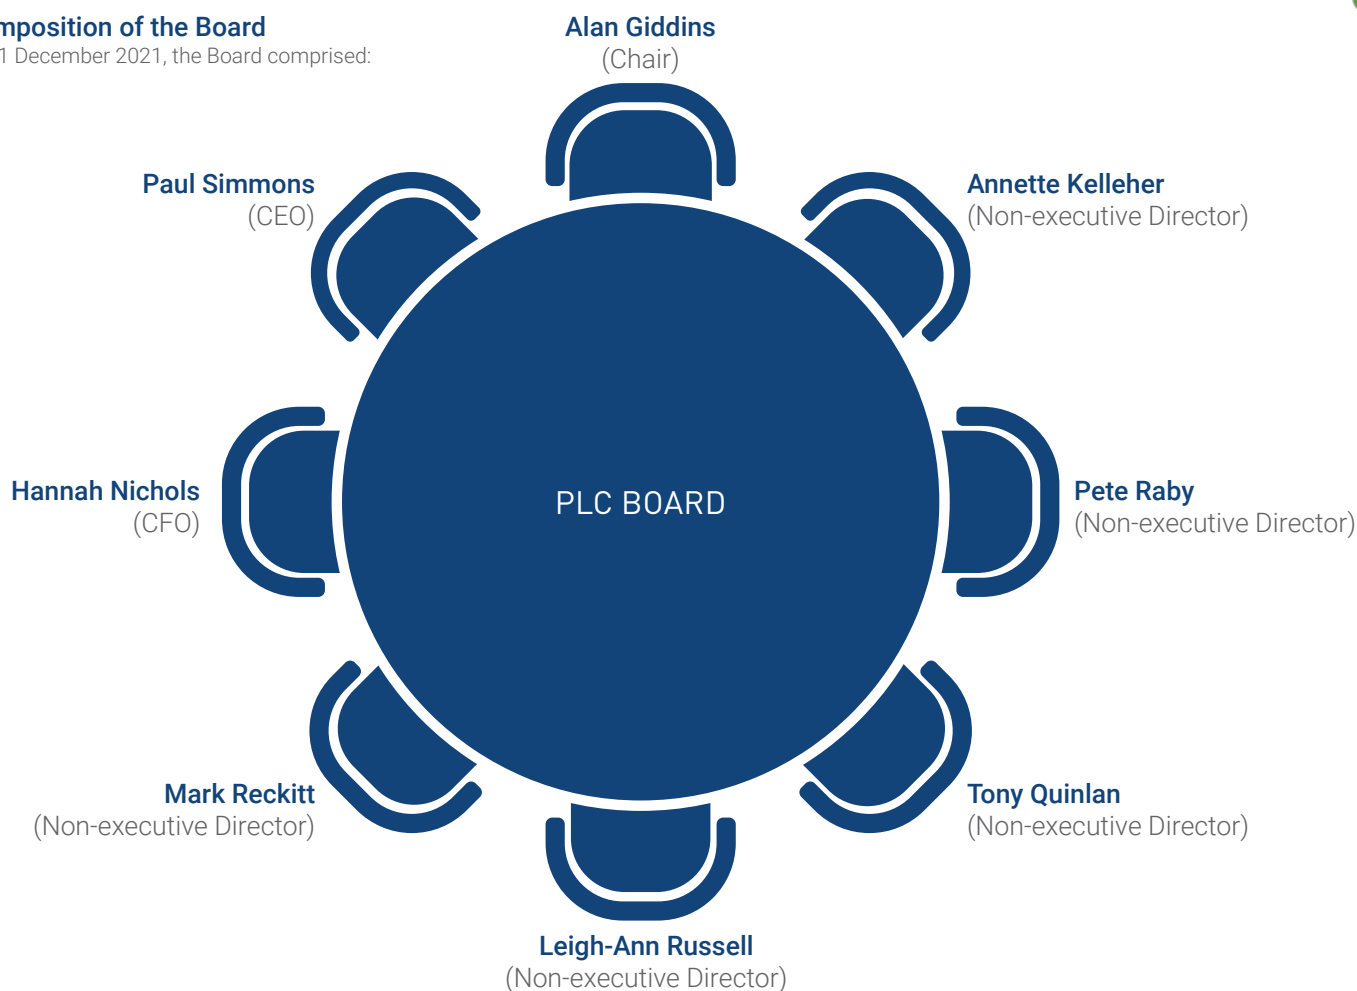 mposition of the Board
1 December 2021, the Board comprised:
Alan Giddins
(Chair)
Paul Simmons
(CEO)
Annette Kelleher
(Non-executive Director)
Hannah Nichols
(CFO)
PLC BOARD
Pete Raby
(Non-executive Director)
Mark Reckitt
(Non-executive Director)
Tony Quinlan
(Non-executive Director)
Leigh-Ann Russell
(Non-executive Director)